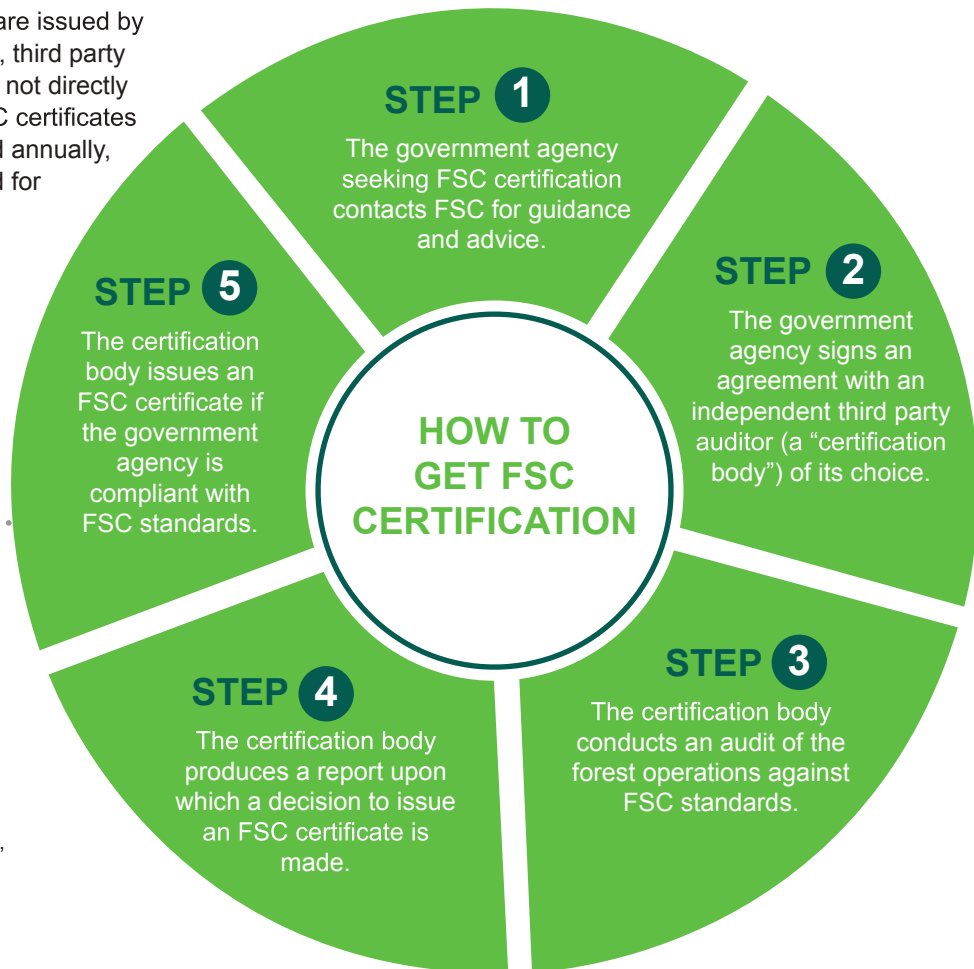 are issued by
, third party
not directly
C certificates
d annually,
d for
STEP 1
The government agency
seeking FSC certification
contacts FSC for guidance
and advice.
STEP 2
The government
agency signs an
agreement with an
independent third party
auditor (a “certification
body”) of its choice.
STEP 3
The certification body
conducts an audit of the
forest operations against
FSC standards.
STEP 4
The certification body
produces a report upon
which a decision to issue
an FSC certificate is
made.
STEP 5
The certification
body issues an
FSC certificate if
the government
agency is
compliant with
FSC standards.
HOW TO
GET FSC
CERTIFICATION
,